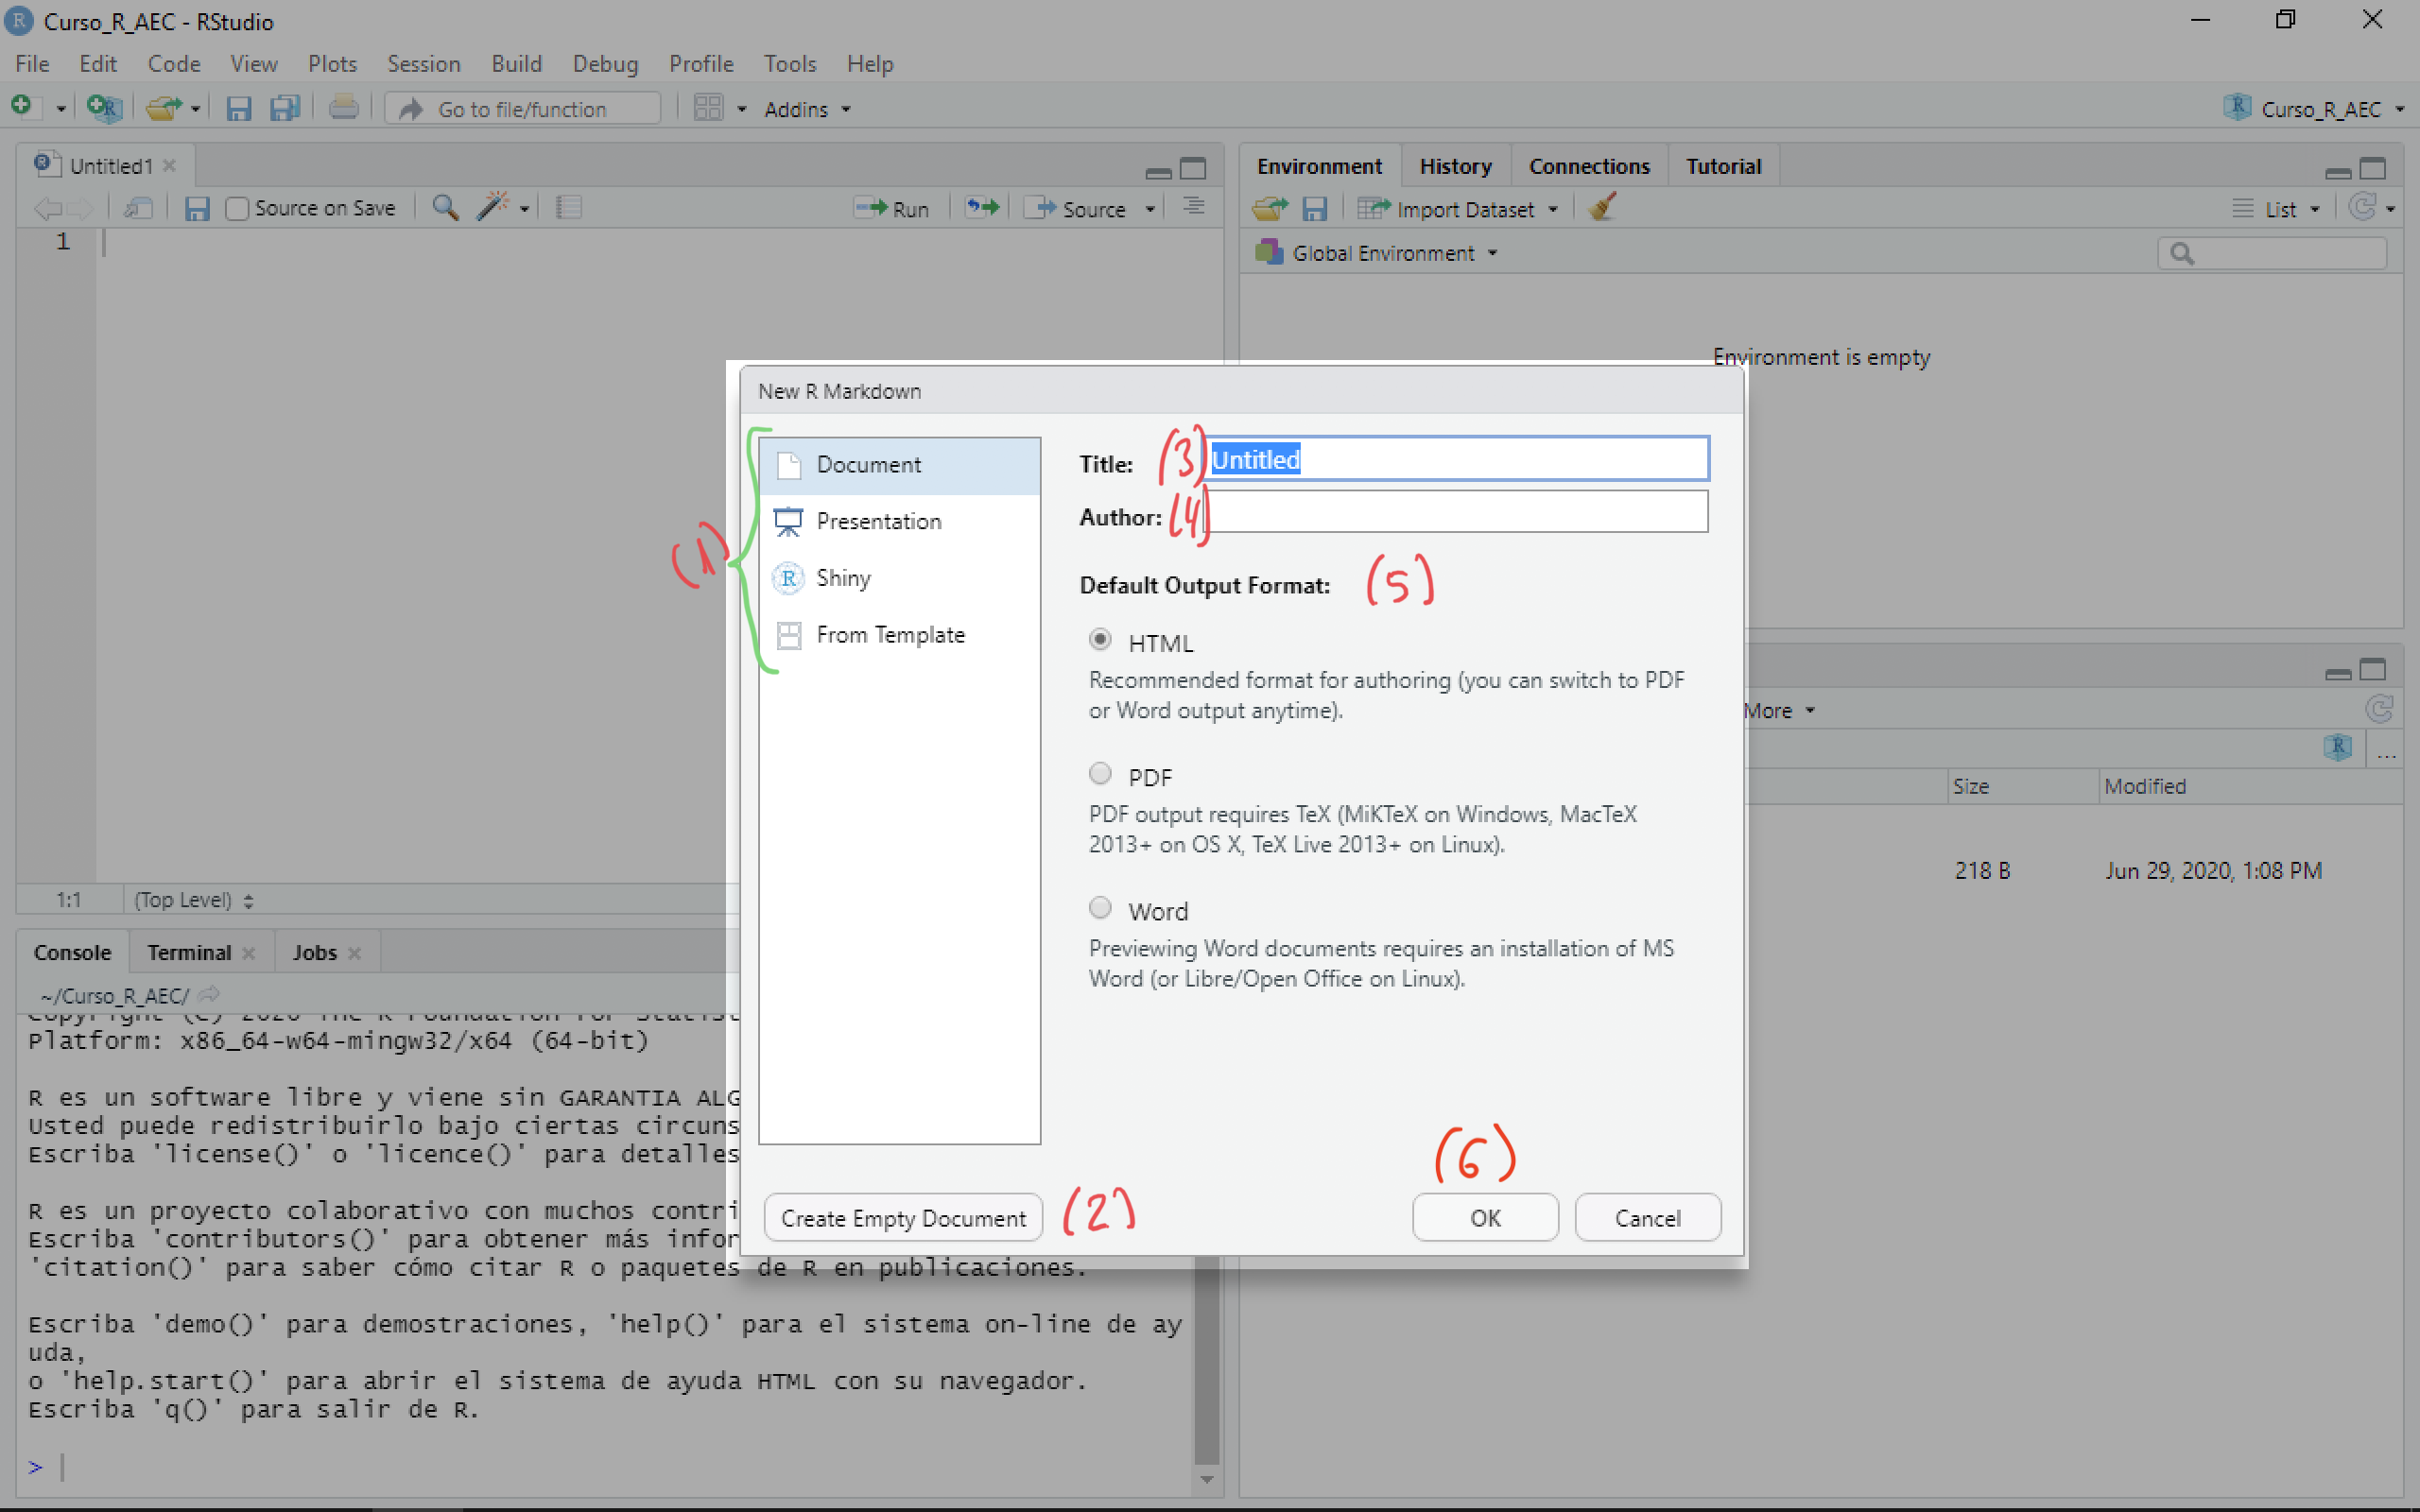 Curso_R_AEC - RStudio
File Edit Code View Plots Session Build Debug Profile Tools Help
Go to file/function Addins Curso_R_AEC
Untitled1
Source on Save Run Source
1
1:1 (Top Level)
Environment History Connections Tutorial
Import Dataset List
Global Environment
Environment is empty
More
Size Modified
218 B Jun 29, 2020, 1:08 PM
New R Markdown
(1)
Document
Presentation
Shiny
From Template
Title: (3) Untitled
Author: (4)
Default Output Format: (5)
HTML
Recommended format for authoring (you can switch to PDF
or Word output anytime).
PDF
PDF output requires TeX (MiKTeX on Windows, MacTeX
2013+ on OS X, TeX Live 2013+ on Linux).
Word
Previewing Word documents requires an installation of MS
Word (or Libre/Open Office on Linux).
(6)
Create Empty Document (2) OK Cancel
Console Terminal Jobs
~/Curso_R_AEC/
Copyright (C) 2020 The R Foundation for Statist
Platform: x86_64-w64-mingw32/x64 (64-bit)
R es un software libre y viene sin GARANTIA ALG
Usted puede redistribuirlo bajo ciertas circuns
Escriba 'license()' o 'licence()' para detalles
R es un proyecto colaborativo con muchos contri
Escriba 'contributors()' para obtener más infor
'citation()' para saber cómo citar R o paquetes de R en publicaciones.
Escriba 'demo()' para demostraciones, 'help()' para el sistema on-line de ay
uda,
o 'help.start()' para abrir el sistema de ayuda HTML con su navegador.
Escriba 'q()' para salir de R.
>